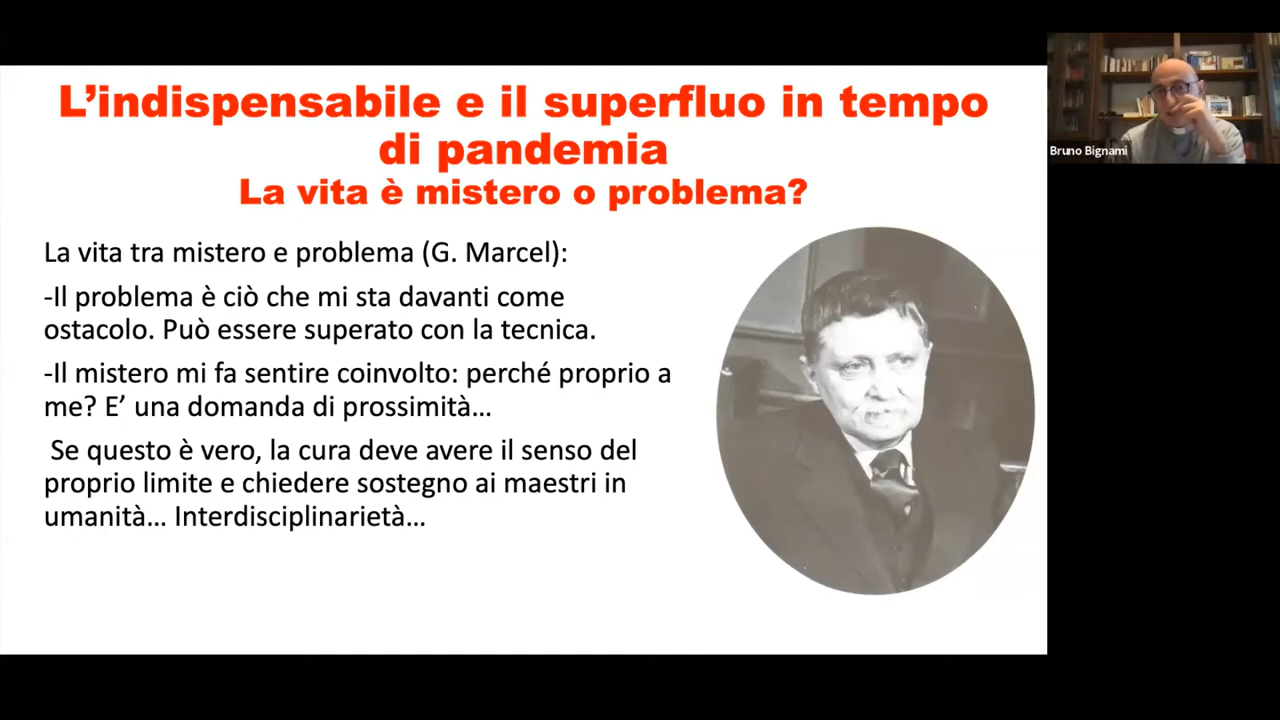 L’indispensabile e il superfluo in tempo
di pandemia
La vita è mistero o problema?
La vita tra mistero e problema (G. Marcel):
-Il problema è ciò che mi sta davanti come
ostacolo. Può essere superato con la tecnica.
-Il mistero mi fa sentire coinvolto: perché proprio a
me? E’ una domanda di prossimità…
Se questo è vero, la cura deve avere il senso del
proprio limite e chiedere sostegno ai maestri in
umanità… Interdisciplinarietà…
Bruno Bignami